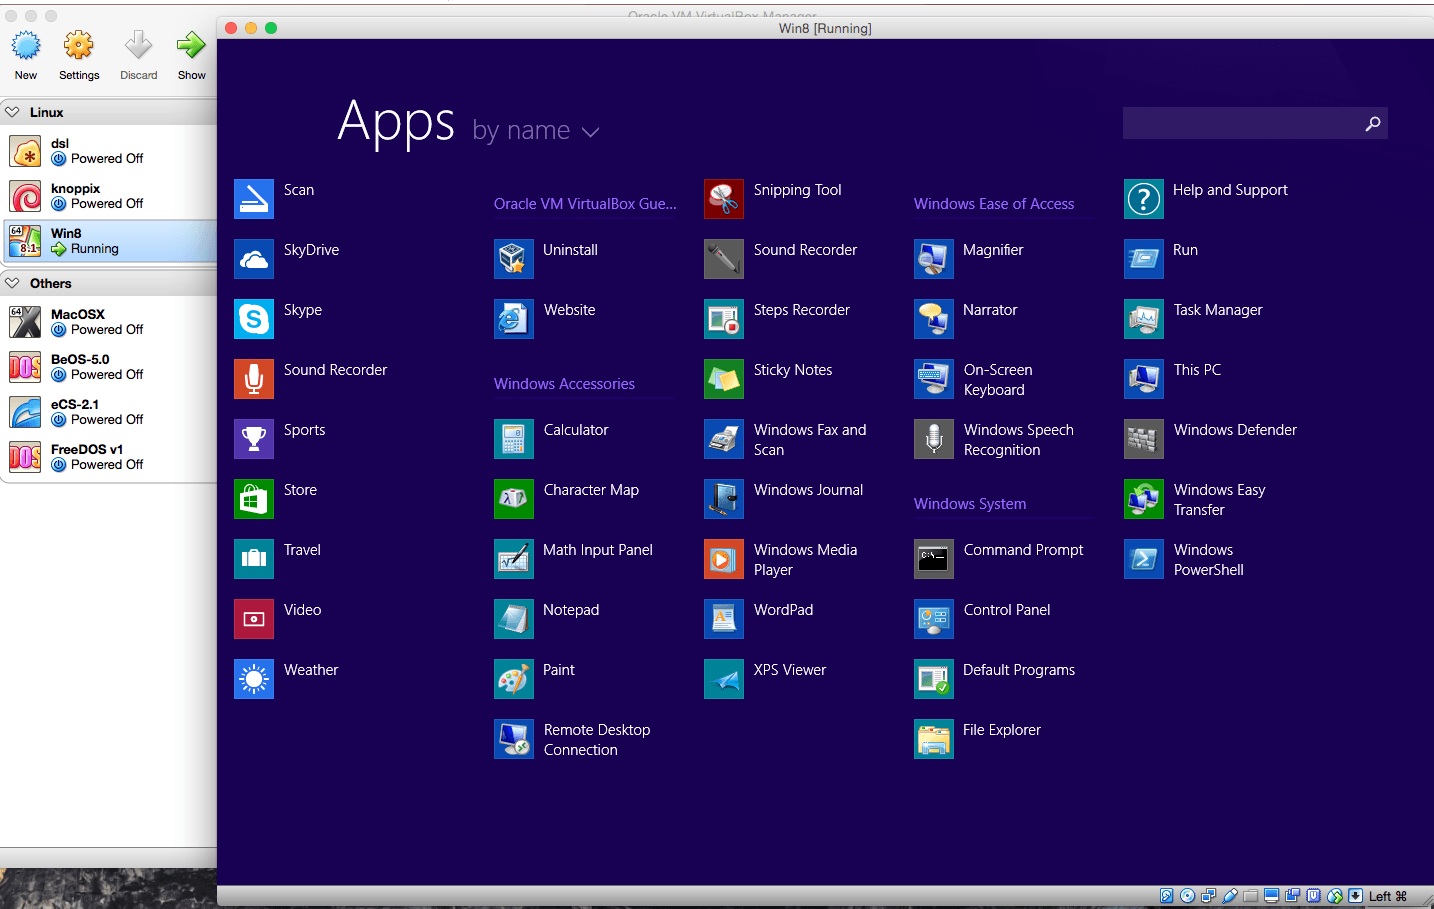 Oracle VM VirtualBox Manager
Win8 [Running]
New
Settings
Discard
Show
Linux
dsl
Powered Off
knoppix
Powered Off
64
8.1
Win8
Running
Others
64
MacOSX
Powered Off
DOS
BeOS-5.0
Powered Off
eCS-2.1
Powered Off
DOS
FreeDOS v1
Powered Off
Apps by name
Scan
SkyDrive
Skype
Sound Recorder
Sports
Store
Travel
Video
Weather
Oracle VM VirtualBox Gue...
Uninstall
Website
Windows Accessories
Calculator
Character Map
Math Input Panel
Notepad
Paint
Remote Desktop
Connection
Snipping Tool
Sound Recorder
Steps Recorder
Sticky Notes
Windows Fax and
Scan
Windows Journal
Windows Media
Player
WordPad
XPS Viewer
Windows Ease of Access
Magnifier
Narrator
On-Screen
Keyboard
Windows Speech
Recognition
Windows System
C:\_
Command Prompt
Control Panel
Default Programs
File Explorer
Help and Support
Run
Task Manager
This PC
Windows Defender
Windows Easy
Transfer
Windows
PowerShell
Left ⌘